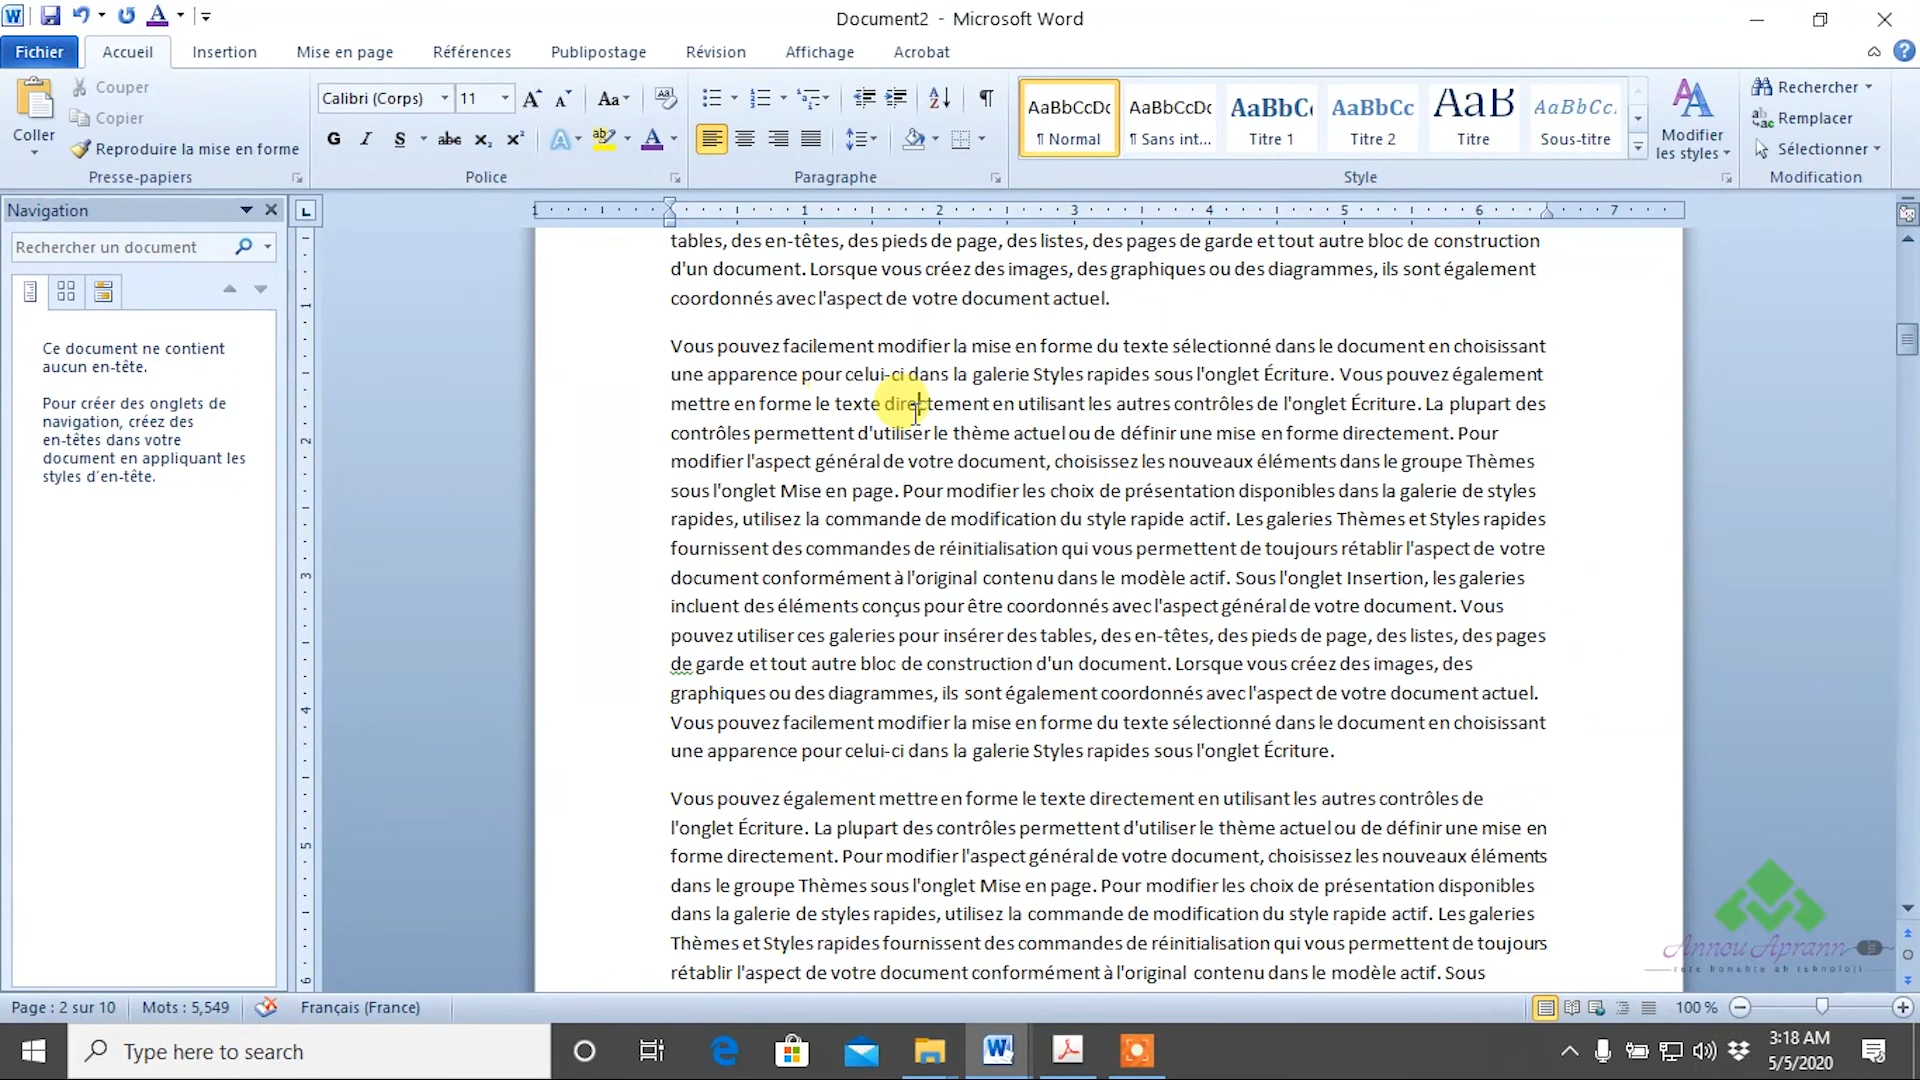 Document2 - Microsoft Word
Fichier Accueil Insertion Mise en page Références Publipostage Révision Affichage Acrobat
Coller
Couper
Copier
Reproduire la mise en forme
Presse-papiers
Calibri (Corps) 11
G I S abc x₂ x²
Police
Paragraphe
AaBbCcDc AaBbCcDc AaBbC AaBbCc AaB AaBbCc.
¶ Normal ¶ Sans int... Titre 1 Titre 2 Titre Sous-titre
Style
Modifier
les styles
Rechercher
Remplacer
Sélectionner
Modification
Navigation
Rechercher un document
Ce document ne contient
aucun en-tête.
Pour créer des onglets de
navigation, créez des
en-têtes dans votre
document en appliquant les
styles d'en-tête.
1 1 2 3 4 5 6 7
1
2
3
4
5
6
tables, des en-têtes, des pieds de page, des listes, des pages de garde et tout autre bloc de construction
d'un document. Lorsque vous créez des images, des graphiques ou des diagrammes, ils sont également
coordonnés avec l'aspect de votre document actuel.
Vous pouvez facilement modifier la mise en forme du texte sélectionné dans le document en choisissant
une apparence pour celui-ci dans la galerie Styles rapides sous l'onglet Écriture. Vous pouvez également
mettre en forme le texte directement en utilisant les autres contrôles de l'onglet Écriture. La plupart des
contrôles permettent d'utiliser le thème actuel ou de définir une mise en forme directement. Pour
modifier l'aspect général de votre document, choisissez les nouveaux éléments dans le groupe Thèmes
sous l'onglet Mise en page. Pour modifier les choix de présentation disponibles dans la galerie de styles
rapides, utilisez la commande de modification du style rapide actif. Les galeries Thèmes et Styles rapides
fournissent des commandes de réinitialisation qui vous permettent de toujours rétablir l'aspect de votre
document conformément à l'original contenu dans le modèle actif. Sous l'onglet Insertion, les galeries
incluent des éléments conçus pour être coordonnés avec l'aspect général de votre document. Vous
pouvez utiliser ces galeries pour insérer des tables, des en-têtes, des pieds de page, des listes, des pages
de garde et tout autre bloc de construction d'un document. Lorsque vous créez des images, des
graphiques ou des diagrammes, ils sont également coordonnés avec l'aspect de votre document actuel.
Vous pouvez facilement modifier la mise en forme du texte sélectionné dans le document en choisissant
une apparence pour celui-ci dans la galerie Styles rapides sous l'onglet Écriture.
Vous pouvez également mettre en forme le texte directement en utilisant les autres contrôles de
l'onglet Écriture. La plupart des contrôles permettent d'utiliser le thème actuel ou de définir une mise en
forme directement. Pour modifier l'aspect général de votre document, choisissez les nouveaux éléments
dans le groupe Thèmes sous l'onglet Mise en page. Pour modifier les choix de présentation disponibles
dans la galerie de styles rapides, utilisez la commande de modification du style rapide actif. Les galeries
Thèmes et Styles rapides fournissent des commandes de réinitialisation qui vous permettent de toujours
rétablir l'aspect de votre document conformément à l'original contenu dans le modèle actif. Sous
Annou Aprann
rete konekte ak teknoloji
Page : 2 sur 10 Mots : 5,549 Français (France) 100 %
Type here to search
3:18 AM
5/5/2020